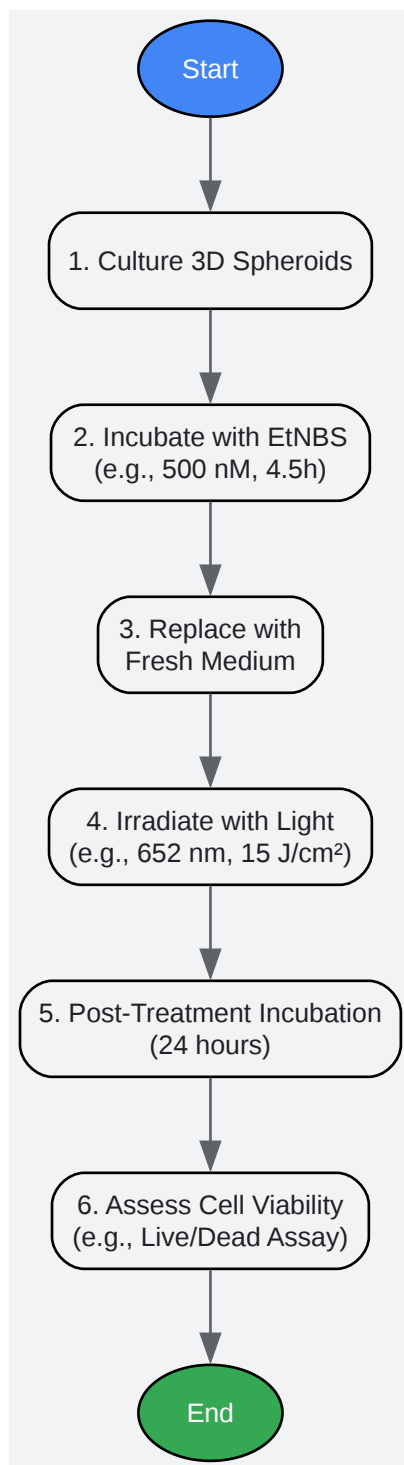 Start
1. Culture 3D Spheroids
2. Incubate with EtNBS
(e.g., 500 nM, 4.5h)
3. Replace with
Fresh Medium
4. Irradiate with Light
(e.g., 652 nm, 15 J/cm²)
5. Post-Treatment Incubation
(24 hours)
6. Assess Cell Viability
(e.g., Live/Dead Assay)
End